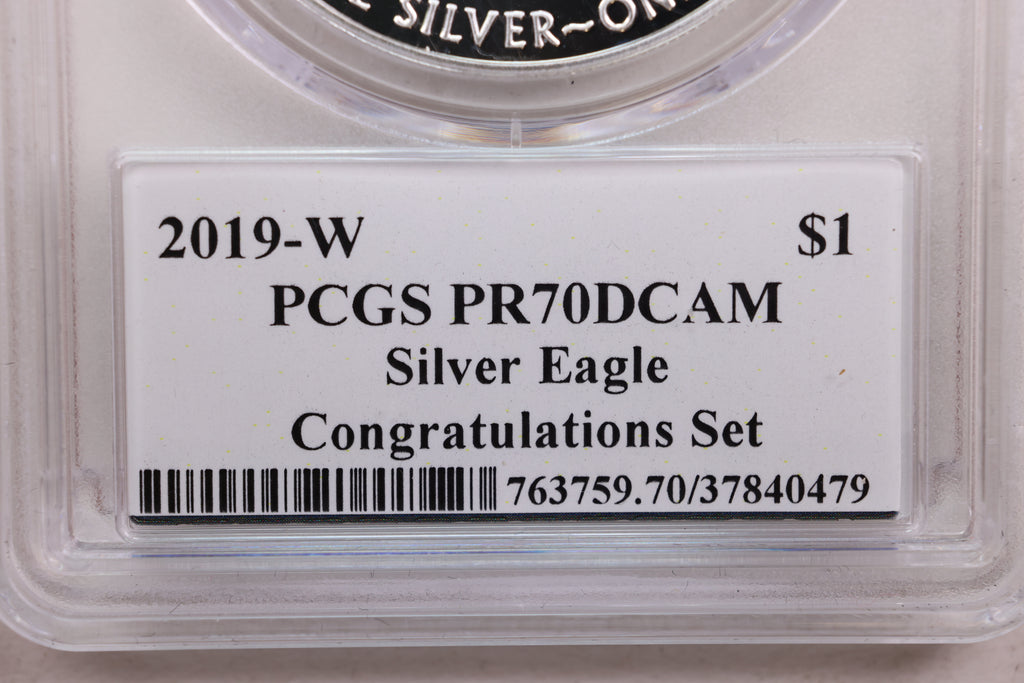 SILVER~ON
2019-W $1
PCGS PR70DCAM
Silver Eagle
Congratulations Set
763759.70/37840479